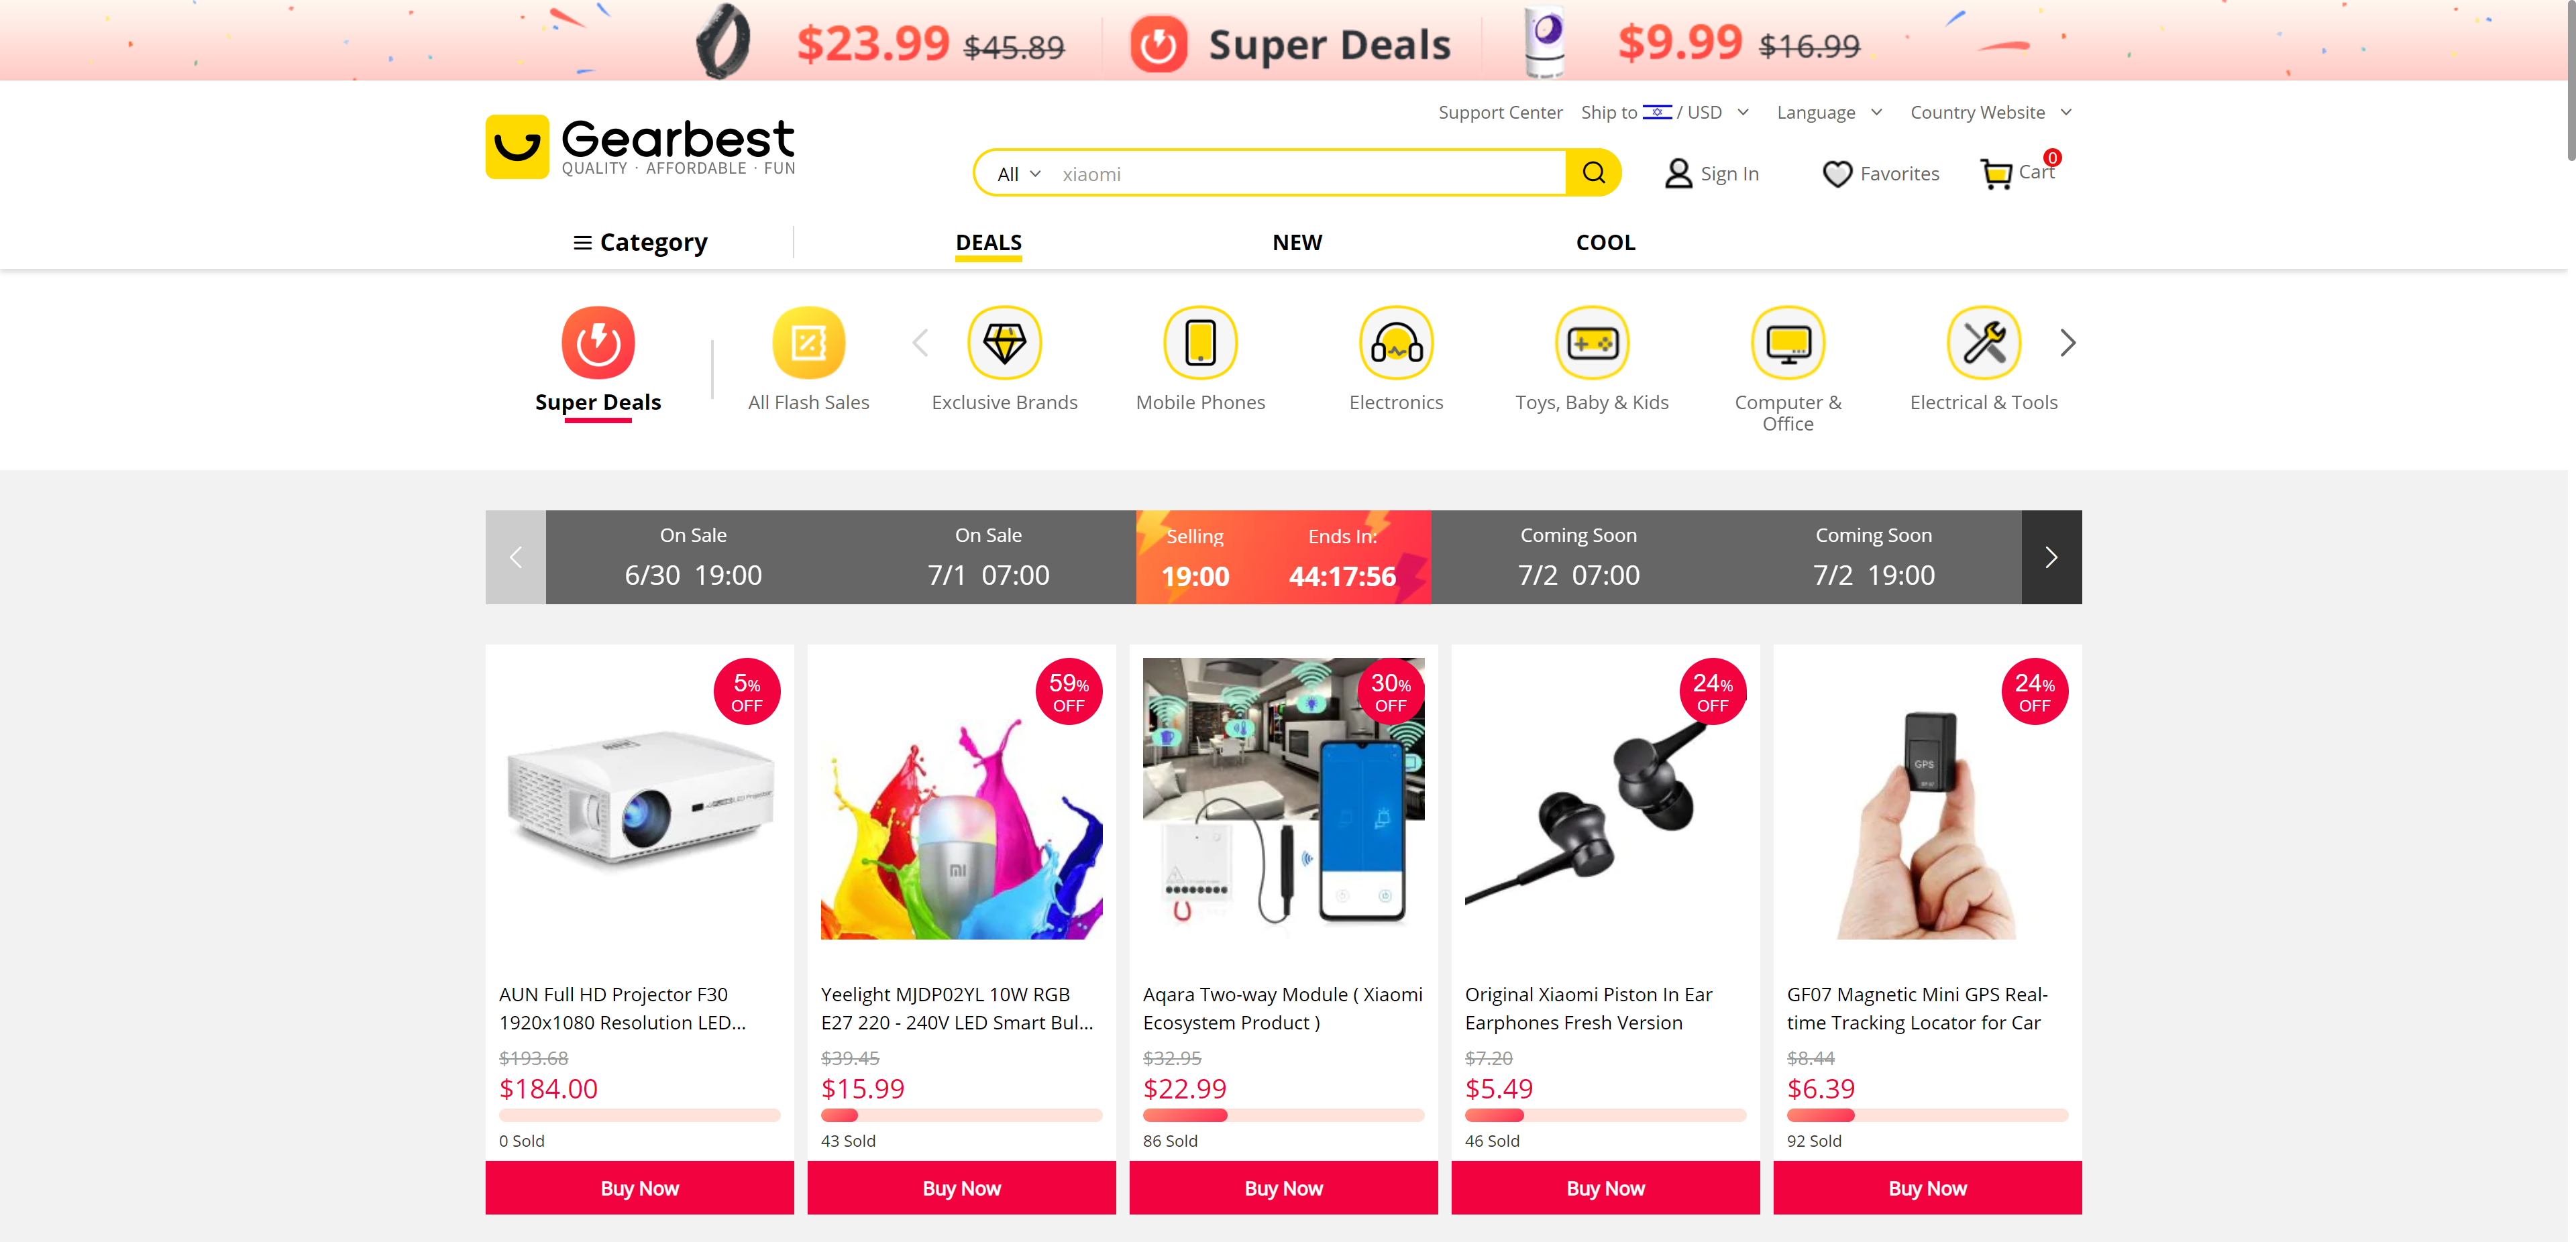 $23.99 $45.89 Super Deals $9.99 $16.99
Support Center Ship to / USD Language Country Website
Gearbest
QUALITY · AFFORDABLE · FUN
All xiaomi
Sign In Favorites Cart 0
Category DEALS NEW COOL
Super Deals All Flash Sales Exclusive Brands Mobile Phones Electronics Toys, Baby & Kids Computer & Electrical & Tools
Office
On Sale On Sale Selling Ends In: Coming Soon Coming Soon
6/30 19:00 7/1 07:00 19:00 44:17:56 7/2 07:00 7/2 19:00
5% OFF
AUN Full HD Projector F30
1920x1080 Resolution LED...
$193.68
$184.00
0 Sold
Buy Now
59% OFF
mi
Yeelight MJDP02YL 10W RGB
E27 220 - 240V LED Smart Bul...
$39.45
$15.99
43 Sold
Buy Now
30% OFF
Aqara Two-way Module ( Xiaomi
Ecosystem Product )
$32.95
$22.99
86 Sold
Buy Now
24% OFF
Original Xiaomi Piston In Ear
Earphones Fresh Version
$7.20
$5.49
46 Sold
Buy Now
24% OFF
GPS
GF07 Magnetic Mini GPS Real-
time Tracking Locator for Car
$8.44
$6.39
92 Sold
Buy Now